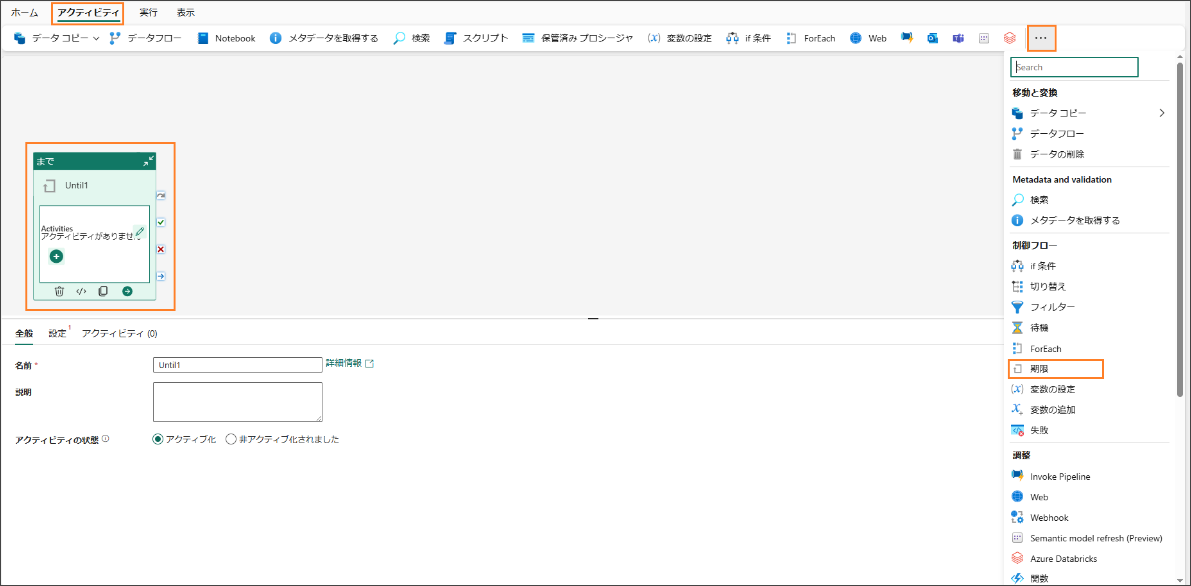 ホーム アクティビティ 実行 表示
データ コピー データフロー Notebook メタデータを取得する 検索 スクリプト 保管済み プロシージャ (x) 変数の設定 if 条件 ForEach Web ...
Search
移動と変換
データ コピー
データフロー
データの削除
Metadata and validation
検索
メタデータを取得する
制御フロー
if 条件
切り替え
フィルター
待機
ForEach
期限
(x) 変数の設定
変数の追加
失敗
調整
Invoke Pipeline
Web
Webhook
Semantic model refresh (Preview)
Azure Databricks
関数
まで
Until1
Activities
アクティビティがありません
全般 設定 1 アクティビティ (0)
名前 * Until1 詳細情報
説明
アクティビティの状態 アクティブ化 非アクティブ化されました